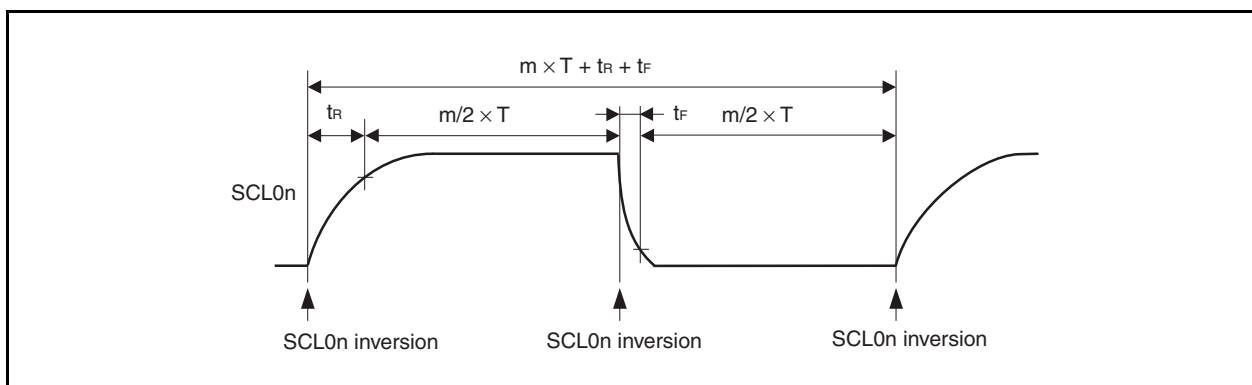 m × T + tR + tF
tR
m/2 × T
tF
m/2 × T
SCL0n
SCL0n inversion
SCL0n inversion
SCL0n inversion